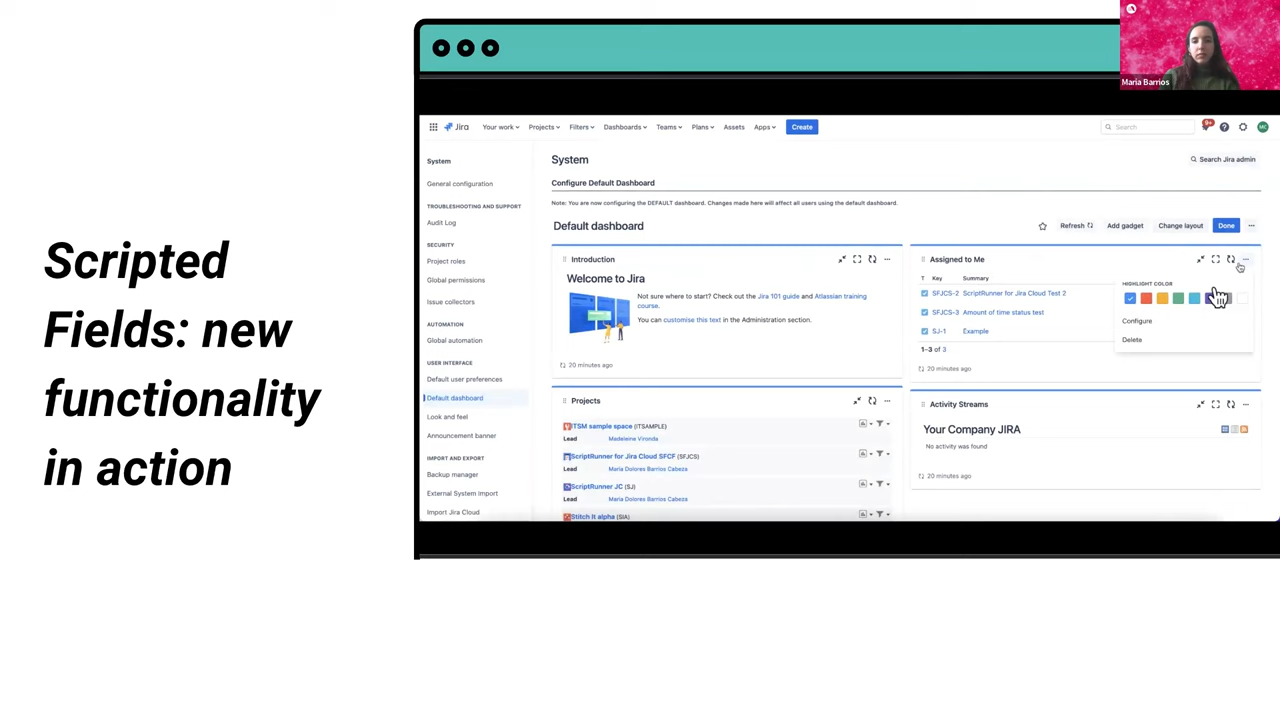 Scripted
Fields: new
functionality
in action
Maria Barrios
Jira
Your work
Projects
Filters
Dashboards
Teams
Plans
Assets
Apps
Create
Search
9+
MC
System
General configuration
TROUBLESHOOTING AND SUPPORT
Audit Log
SECURITY
Project roles
Global permissions
Issue collectors
AUTOMATION
Global automation
USER INTERFACE
Default user preferences
Default dashboard
Look and feel
Announcement banner
IMPORT AND EXPORT
Backup manager
External System Import
Import Jira Cloud
System
Search Jira admin
Configure Default Dashboard
Note: You are now configuring the DEFAULT dashboard. Changes made here will affect all users using the default dashboard.
Default dashboard
Refresh
Add gadget
Change layout
Done
Introduction
Welcome to Jira
Not sure where to start? Check out the Jira 101 guide and Atlassian training
course.
You can customise this text in the Administration section.
20 minutes ago
Projects
ITSM sample space (ITSAMPLE)
Lead Madeleine Vironda
ScriptRunner for Jira Cloud SFCF (SFJCS)
Lead Maria Dolores Barrios Cabeza
ScriptRunner JC (SJ)
Lead Maria Dolores Barrios Cabeza
Stitch It alpha (SIA)
Assigned to Me
T Key Summary
SFJCS-2 ScriptRunner for Jira Cloud Test 2
SFJCS-3 Amount of time status test
SJ-1 Example
1–3 of 3
20 minutes ago
HIGHLIGHT COLOR
Configure
Delete
Activity Streams
Your Company JIRA
No activity was found
20 minutes ago